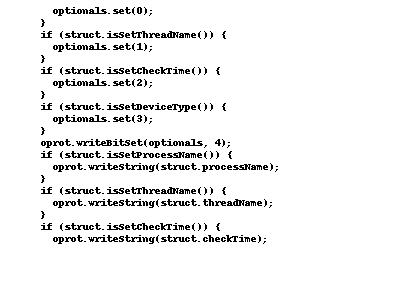 optionals.set(0);
}
if (struct.isSetThreadName()) {
optionals.set(1);
}
if (struct.isSetCheckTime()) {
optionals.set(2);
}
if (struct.isSetDeviceType()) {
optionals.set(3);
}
oprot.writeBitSet(optionals, 4);
if (struct.isSetProcessName()) {
oprot.writeString(struct.processName);
}
if (struct.isSetThreadName()) {
oprot.writeString(struct.threadName);
}
if (struct.isSetCheckTime()) {
oprot.writeString(struct.checkTime);